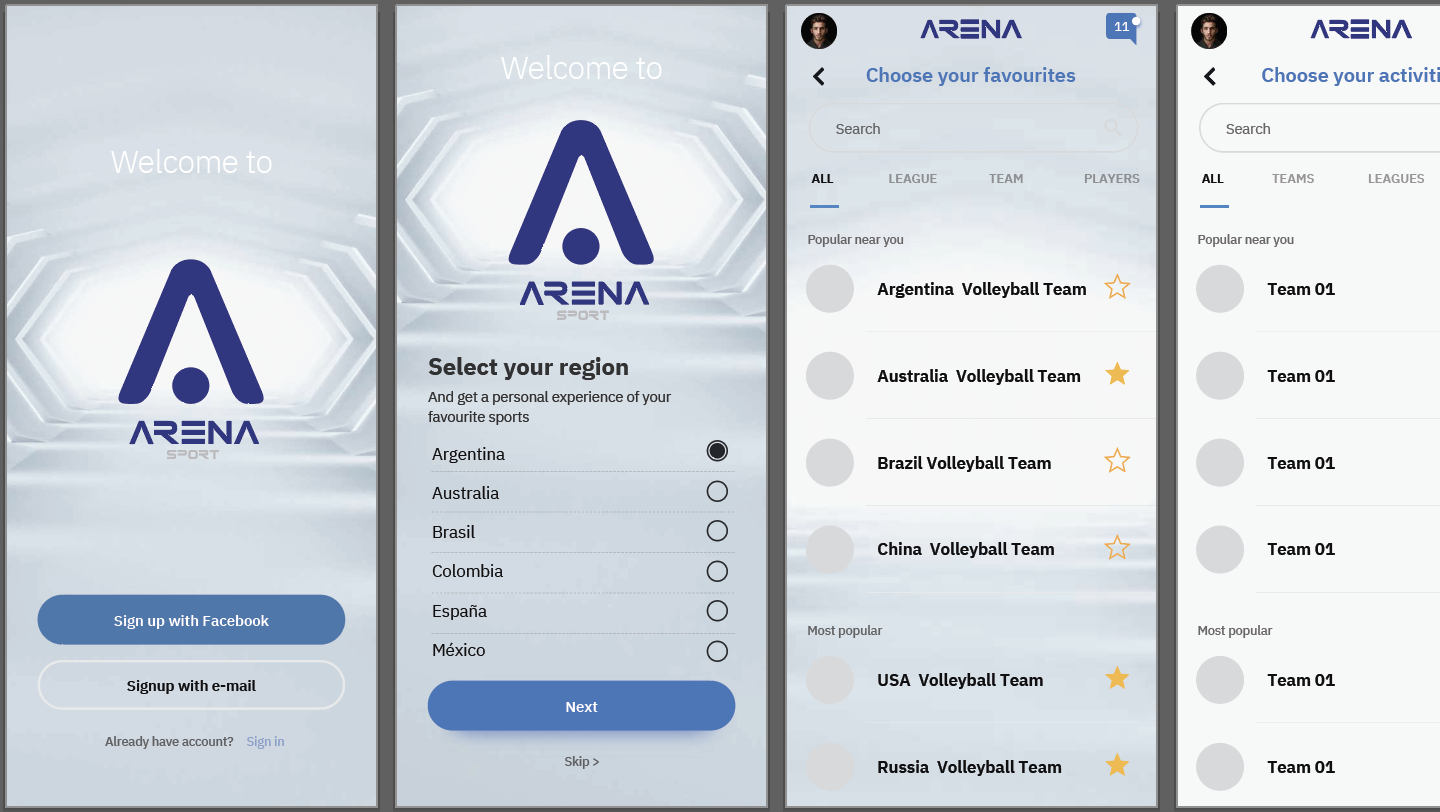 Welcome to
ARENA
SPORT
Sign up with Facebook
Signup with e-mail
Already have account? Sign in
Welcome to
ARENA
SPORT
Select your region
And get a personal experience of your
favourite sports
Argentina
Australia
Brasil
Colombia
España
México
Next
Skip >
ARENA
11
Choose your favourites
Search
ALL LEAGUE TEAM PLAYERS
Popular near you
Argentina Volleyball Team
Australia Volleyball Team
Brazil Volleyball Team
China Volleyball Team
Most popular
USA Volleyball Team
Russia Volleyball Team
ARENA
Choose your activiti
Search
ALL TEAMS LEAGUES
Popular near you
Team 01
Team 01
Team 01
Team 01
Most popular
Team 01
Team 01